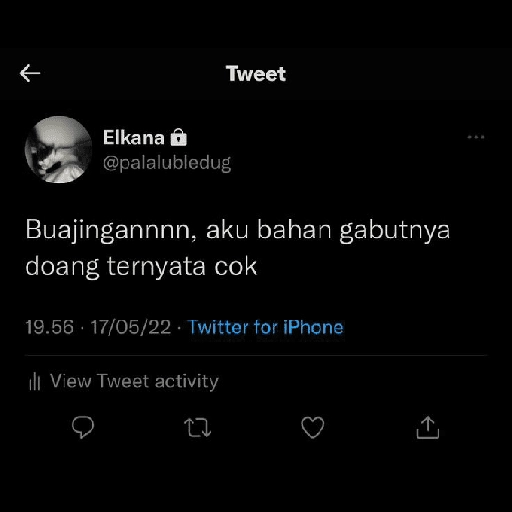 Tweet
Elkana
@palalubledug
Buajingannnn, aku bahan gabutnya
doang ternyata cok
19.56 · 17/05/22 · Twitter for iPhone
View Tweet activity